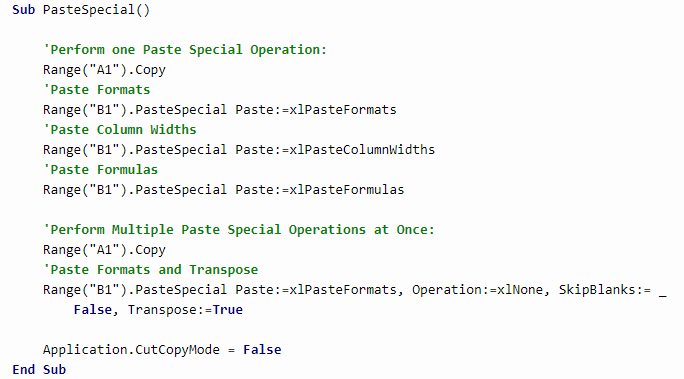 Sub PasteSpecial()
'Perform one Paste Special Operation:
Range("A1").Copy
'Paste Formats
Range("B1").PasteSpecial Paste:=xlPasteFormats
'Paste Column Widths
Range("B1").PasteSpecial Paste:=xlPasteColumnWidths
'Paste Formulas
Range("B1").PasteSpecial Paste:=xlPasteFormulas
'Perform Multiple Paste Special Operations at Once:
Range("A1").Copy
'Paste Formats and Transpose
Range("B1").PasteSpecial Paste:=xlPasteFormats, Operation:=xlNone, SkipBlanks:= _
False, Transpose:=True
Application.CutCopyMode = False
End Sub